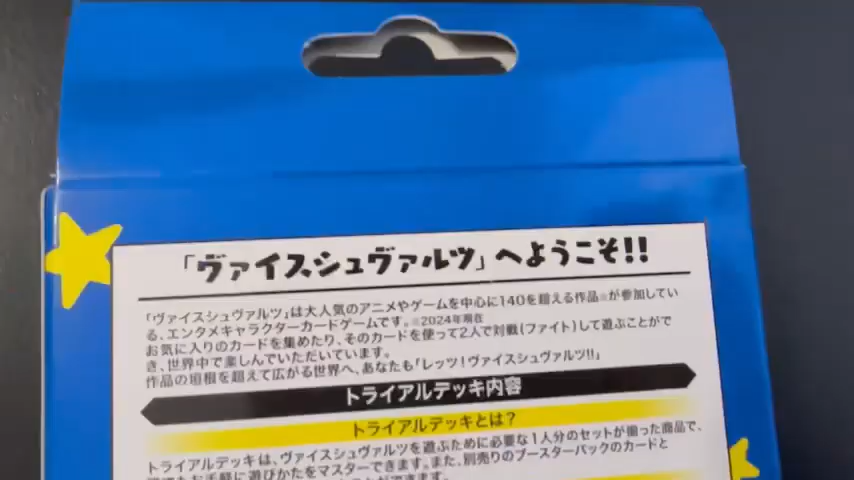 「ヴァイスシュヴァルツ」へようこそ!!
「ヴァイスシュヴァルツ」は大人気のアニメやゲームを中心に140を超える作品※が参加してい
る、エンタメキャラクターカードゲームです。※2024年現在
お気に入りのカードを集めたり、そのカードを使って2人で対戦(ファイト)して遊ぶことがで
き、世界中で楽しんでいただいています。
作品の垣根を超えて広がる世界へ、あなたも「レッツ!ヴァイスシュヴァルツ!!」
トライアルデッキ内容
トライアルデッキとは?
トライアルデッキは、ヴァイスシュヴァルツを遊ぶために必要な1人分のセットが揃った商品で、
お手軽に遊びかたをマスターできます。また、別売りのブースターパックのカードと